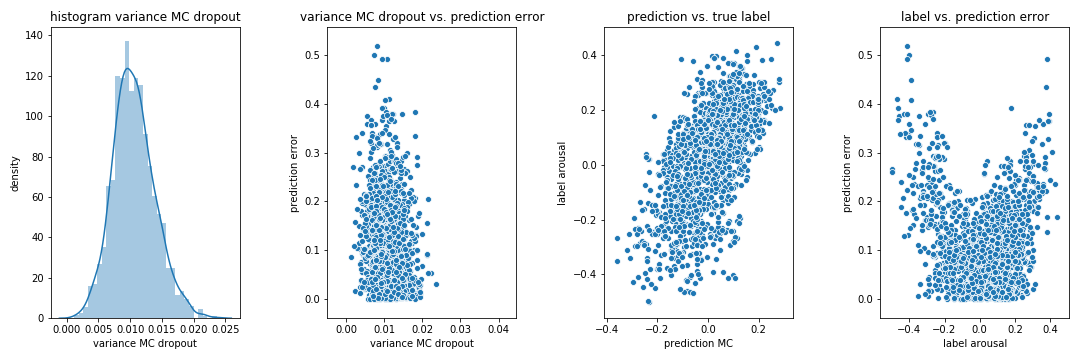 histogram variance MC dropout
140
120
100
80
60
40
20
0
density
0.000 0.005 0.010 0.015 0.020 0.025
variance MC dropout
variance MC dropout vs. prediction error
0.5
0.4
0.3
0.2
0.1
0.0
prediction error
0.00 0.01 0.02 0.03 0.04
variance MC dropout
prediction vs. true label
0.4
0.2
0.0
−0.2
−0.4
label arousal
−0.4 −0.2 0.0 0.2
prediction MC
label vs. prediction error
0.5
0.4
0.3
0.2
0.1
0.0
prediction error
−0.4 −0.2 0.0 0.2 0.4
label arousal